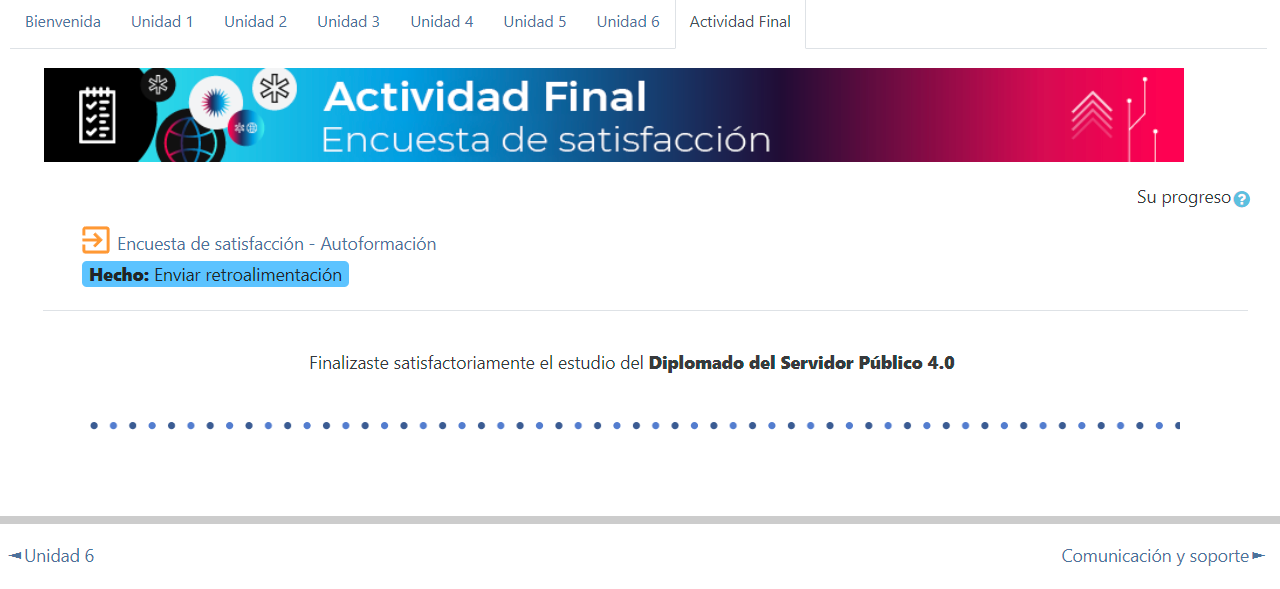 Bienvenida Unidad 1 Unidad 2 Unidad 3 Unidad 4 Unidad 5 Unidad 6 Actividad Final
Actividad Final
Encuesta de satisfacción
Su progreso
Encuesta de satisfacción - Autoformación
Hecho: Enviar retroalimentación
Finalizaste satisfactoriamente el estudio del Diplomado del Servidor Público 4.0
◄Unidad 6
Comunicación y soporte►